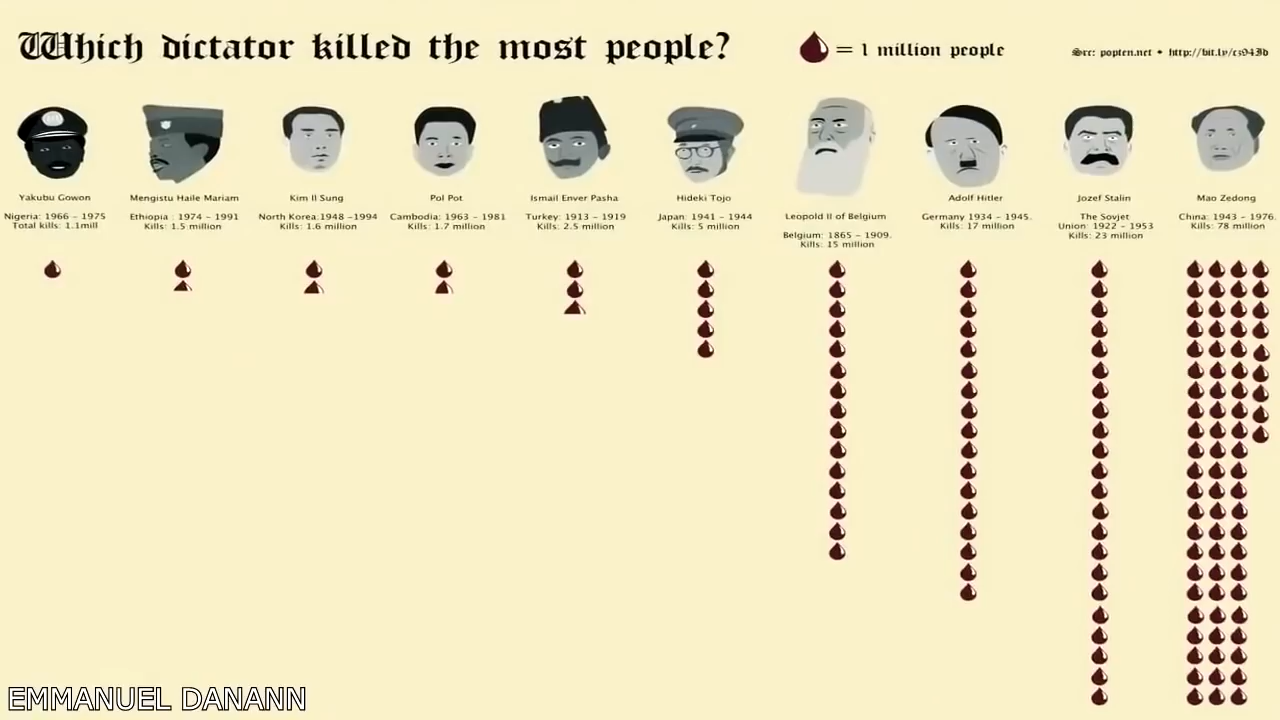 Which dictator killed the most people?
= 1 million people
Src: popten.net • http://bit.ly/cz94Id
Yakubu Gowon
Nigeria: 1966 – 1975
Total kills: 1.1mill
Mengistu Haile Mariam
Ethiopia : 1974 – 1991
Kills: 1.5 million
Kim Il Sung
North Korea:1948 -1994
Kills: 1.6 million
Pol Pot
Cambodia: 1963 – 1981
Kills: 1.7 million
Ismail Enver Pasha
Turkey: 1913 – 1919
Kills: 2.5 million
Hideki Tojo
Japan: 1941 – 1944
Kills: 5 million
Leopold II of Belgium
Belgium: 1865 – 1909.
Kills: 15 million
Adolf Hitler
Germany 1934 – 1945.
Kills: 17 million
Jozef Stalin
The Sovjet
Union: 1922 – 1953
Kills: 23 million
Mao Zedong
China: 1943 – 1976.
Kills: 78 million
EMMANUEL DANANN